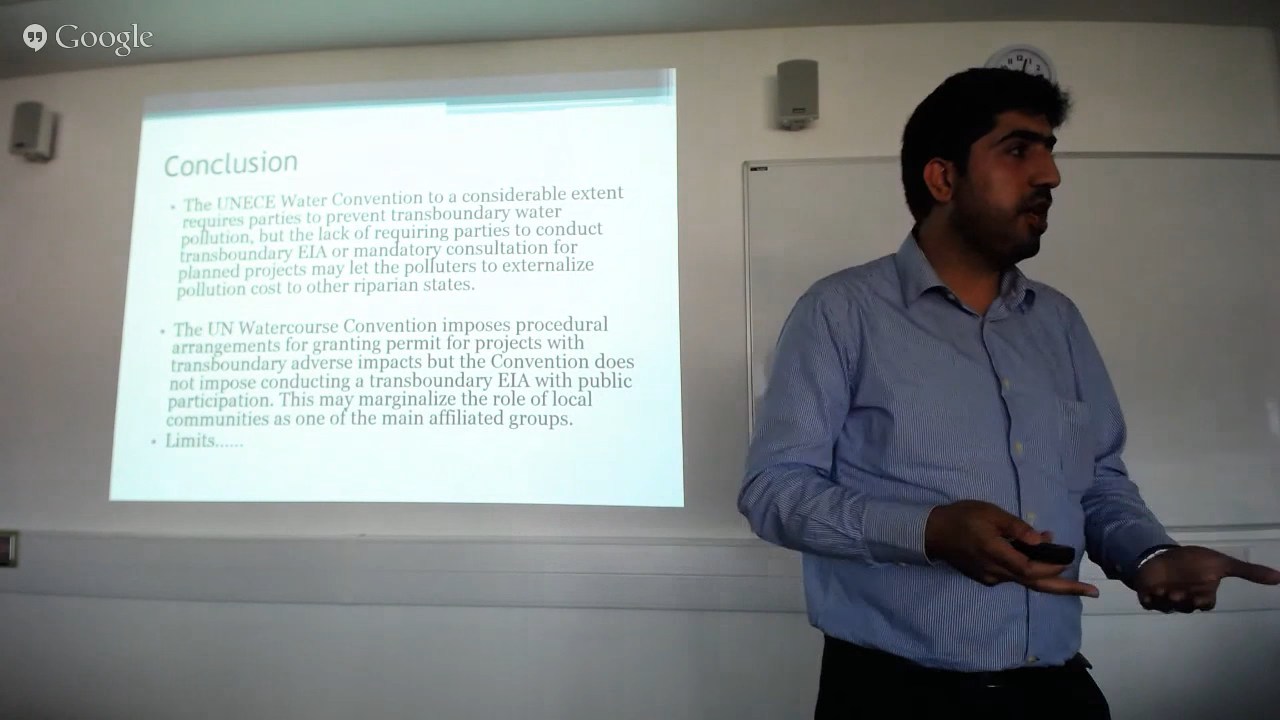 Google
Conclusion
• The UNECE Water Convention to a considerable extent
requires parties to prevent transboundary water
pollution, but the lack of requiring parties to conduct
transboundary EIA or mandatory consultation for
planned projects may let the polluters to externalize
pollution cost to other riparian states.
• The UN Watercourse Convention imposes procedural
arrangements for granting permit for projects with
transboundary adverse impacts but the Convention does
not impose conducting a transboundary EIA with public
participation. This may marginalize the role of local
communities as one of the main affiliated groups.
• Limits......